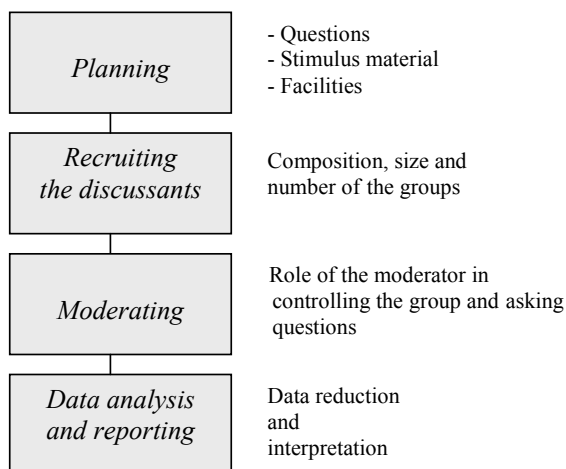 Planning
- Questions
- Stimulus material
- Facilities
Recruiting
the discussants
Composition, size and
number of the groups
Moderating
Role of the moderator in
controlling the group and asking
questions
Data analysis
and reporting
Data reduction
and
interpretation